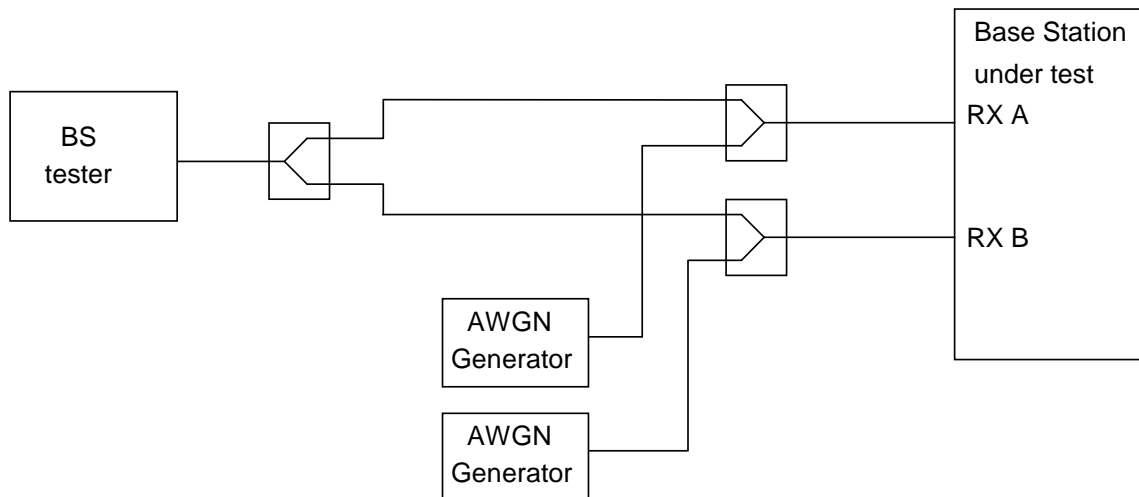 BS
tester
AWGN
Generator
AWGN
Generator
Base Station
under test
RX A
RX B